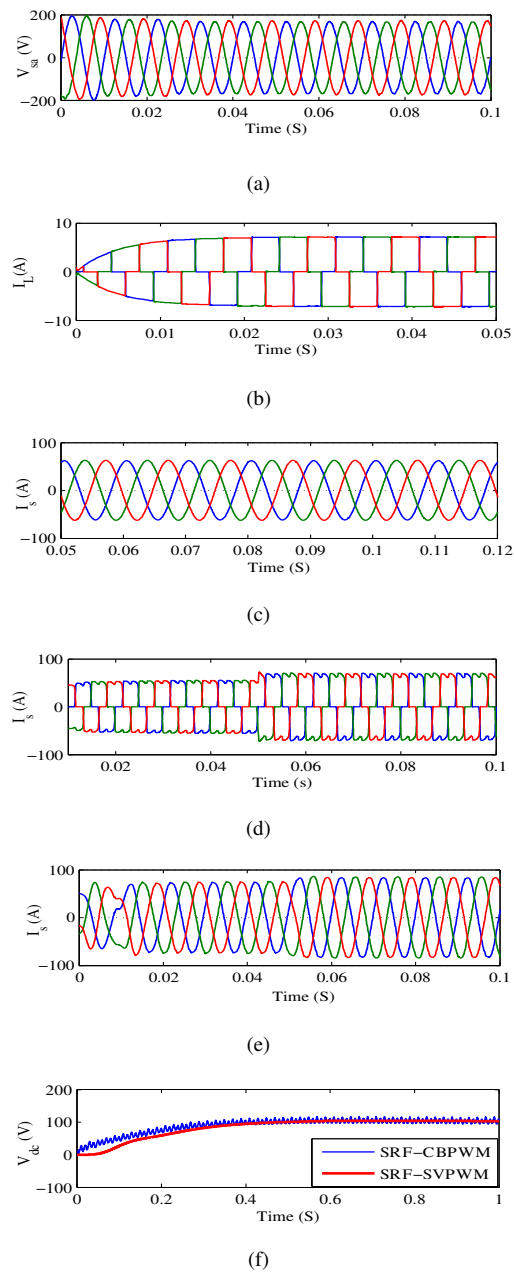 200
0
−200
V_sa (V)
0
0.02
0.04
0.06
0.08
0.1
Time (S)
(a)
10
0
−10
I_L(A)
0
0.01
0.02
0.03
0.04
0.05
Time (S)
(b)
100
0
−100
I_s (A)
0.05
0.06
0.07
0.08
0.09
0.1
0.11
0.12
Time (S)
(c)
100
0
−100
I_s (A)
0.02
0.04
0.06
0.08
0.1
Time (s)
(d)
100
0
−100
I_s (A)
0
0.02
0.04
0.06
0.08
0.1
Time (S)
(e)
200
100
0
−100
V_dc (V)
SRF−CBPWM
SRF−SVPWM
0
0.2
0.4
0.6
0.8
1
Time (S)
(f)